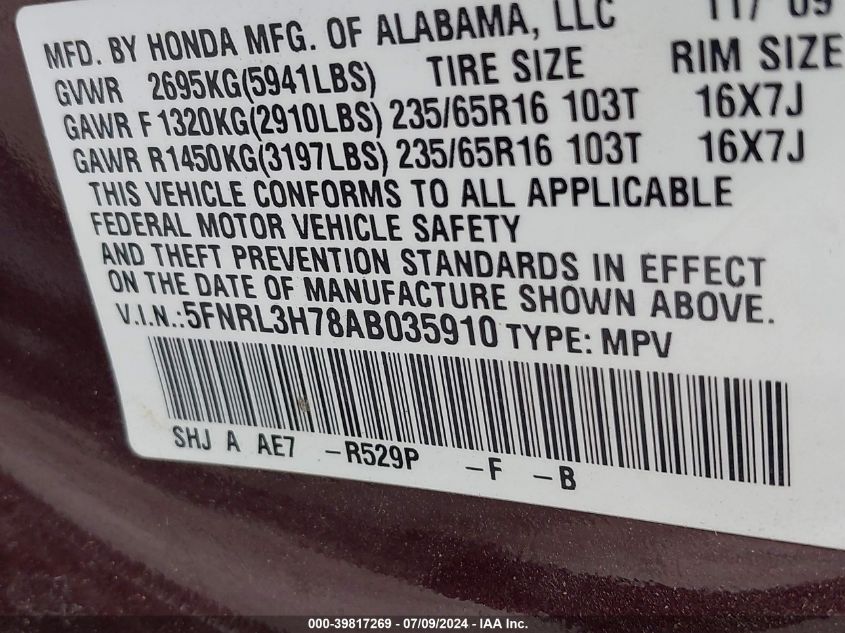 MFD. BY HONDA MFG. OF ALABAMA, LLC 11/ 09
GVWR 2695KG(5941LBS) TIRE SIZE RIM SIZE
GAWR F 1320KG(2910LBS) 235/65R16 103T 16X7J
GAWR R1450KG(3197LBS) 235/65R16 103T 16X7J
THIS VEHICLE CONFORMS TO ALL APPLICABLE
FEDERAL MOTOR VEHICLE SAFETY
AND THEFT PREVENTION STANDARDS IN EFFECT
ON THE DATE OF MANUFACTURE SHOWN ABOVE.
V.I.N.:5FNRL3H78AB035910 TYPE: MPV
SHJ A AE7 -R529P -F -B
000-39817269 - 07/09/2024 - IAA Inc.